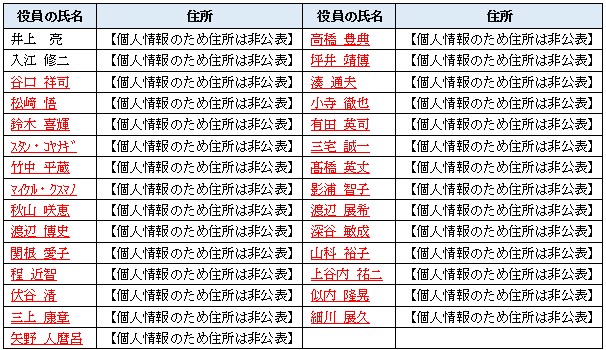 役員の氏名 住所 役員の氏名 住所
井上　亮 【個人情報のため住所は非公表】 高橋 豊典 【個人情報のため住所は非公表】
入江 修二 【個人情報のため住所は非公表】 坪井 靖博 【個人情報のため住所は非公表】
谷口 祥司 【個人情報のため住所は非公表】 湊 通夫 【個人情報のため住所は非公表】
松﨑 悟 【個人情報のため住所は非公表】 小寺 徹也 【個人情報のため住所は非公表】
鈴木 喜輝 【個人情報のため住所は非公表】 有田 英司 【個人情報のため住所は非公表】
ｽﾀﾝ・ｺﾔﾅｷﾞ 【個人情報のため住所は非公表】 三宅 誠一 【個人情報のため住所は非公表】
竹中 平蔵 【個人情報のため住所は非公表】 髙橋 英丈 【個人情報のため住所は非公表】
ﾏｲｹﾙ・ｸｽﾏﾉ 【個人情報のため住所は非公表】 影浦 智子 【個人情報のため住所は非公表】
秋山 咲恵 【個人情報のため住所は非公表】 渡辺 展希 【個人情報のため住所は非公表】
渡辺 博史 【個人情報のため住所は非公表】 深谷 敏成 【個人情報のため住所は非公表】
関根 愛子 【個人情報のため住所は非公表】 山科 裕子 【個人情報のため住所は非公表】
程 近智 【個人情報のため住所は非公表】 上谷内 祐二 【個人情報のため住所は非公表】
伏谷 清 【個人情報のため住所は非公表】 似内 隆晃 【個人情報のため住所は非公表】
三上 康章 【個人情報のため住所は非公表】 細川 展久 【個人情報のため住所は非公表】
矢野 人磨呂 【個人情報のため住所は非公表】